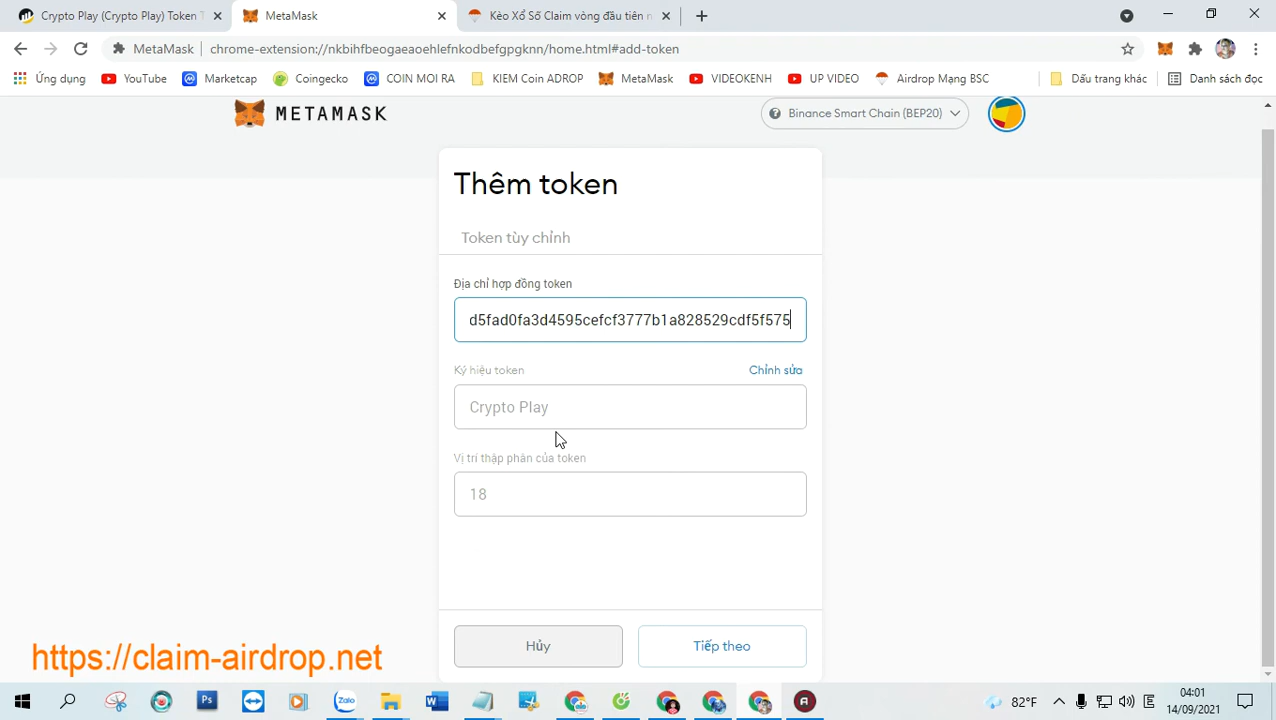 Crypto Play (Crypto Play) Token T
MetaMask
Kèo Xổ Số Claim vòng đầu tiên n
MetaMask
chrome-extension://nkbihfbeogaeaoehlefnkodbefgpgknn/home.html#add-token
Ứng dụng
YouTube
Marketcap
Coingecko
COIN MOI RA
KIEM Coin ADROP
MetaMask
VIDEOKENH
UP VIDEO
Airdrop Mạng BSC
Dấu trang khác
Danh sách đọc
METAMASK
Binance Smart Chain (BEP20)
Thêm token
Token tùy chỉnh
Địa chỉ hợp đồng token
d5fad0fa3d4595cefcf3777b1a828529cdf5f575
Ký hiệu token
Chỉnh sửa
Crypto Play
Vị trí thập phân của token
18
Hủy
Tiếp theo
https://claim-airdrop.net
Ps
Zalo
82°F
04:01
14/09/2021